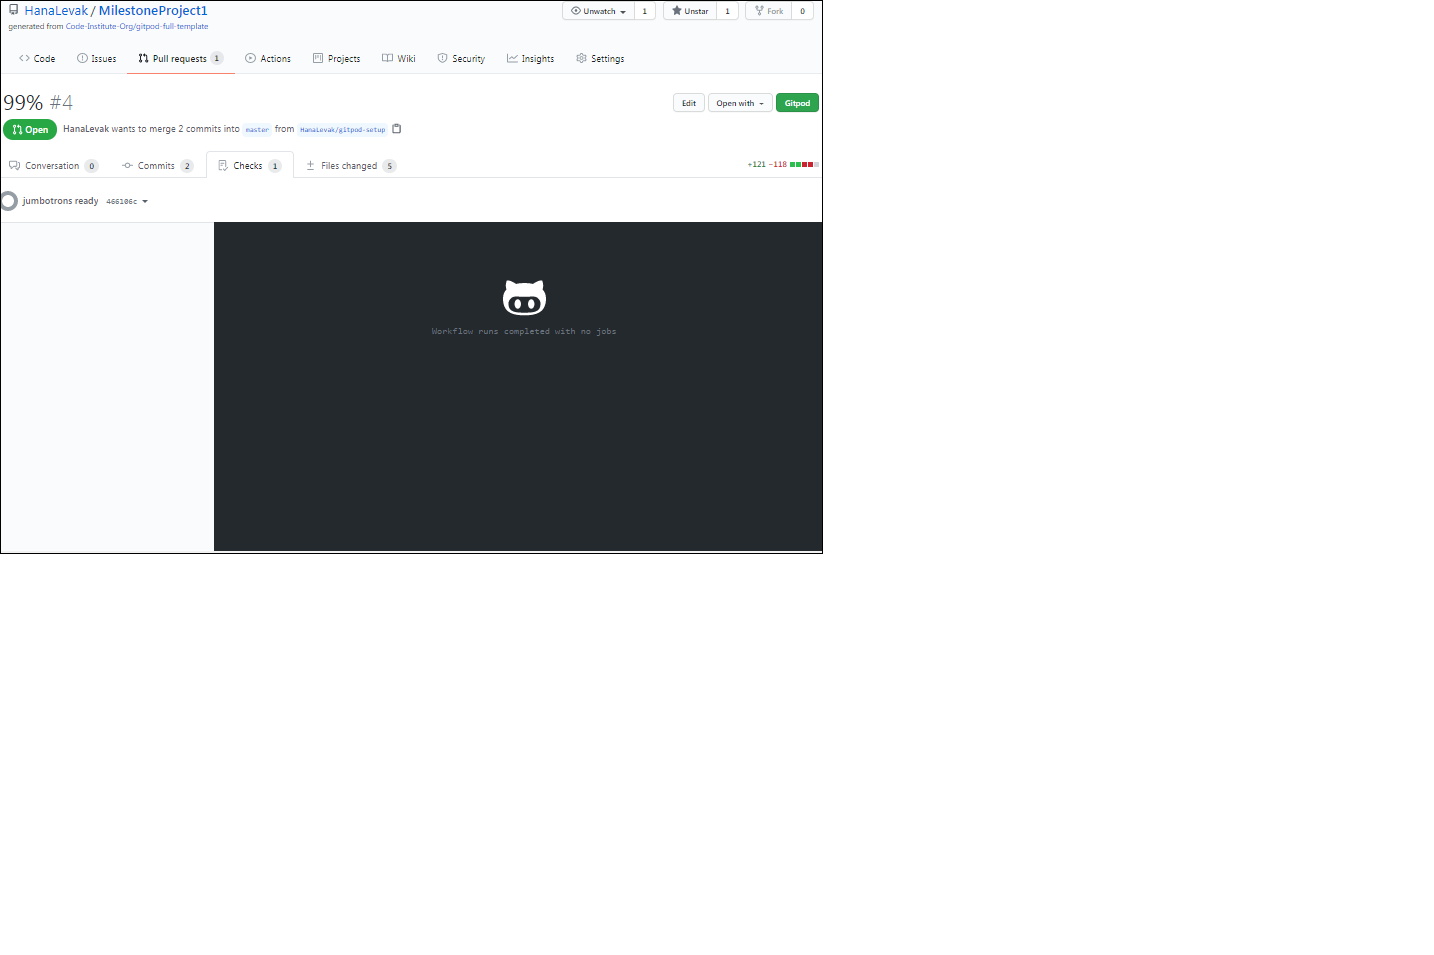 HanaLevak / MilestoneProject1
Unwatch 1 Unstar 1 Fork 0
generated from Code-Institute-Org/gitpod-full-template
Code Issues Pull requests 1 Actions Projects Wiki Security Insights Settings
99% #4
Edit Open with Gitpod
Open HanaLevak wants to merge 2 commits into master from HanaLevak/gitpod-setup
Conversation 0 Commits 2 Checks 1 Files changed 5 +121 −118
jumbotrons ready 466106c
Workflow runs completed with no jobs